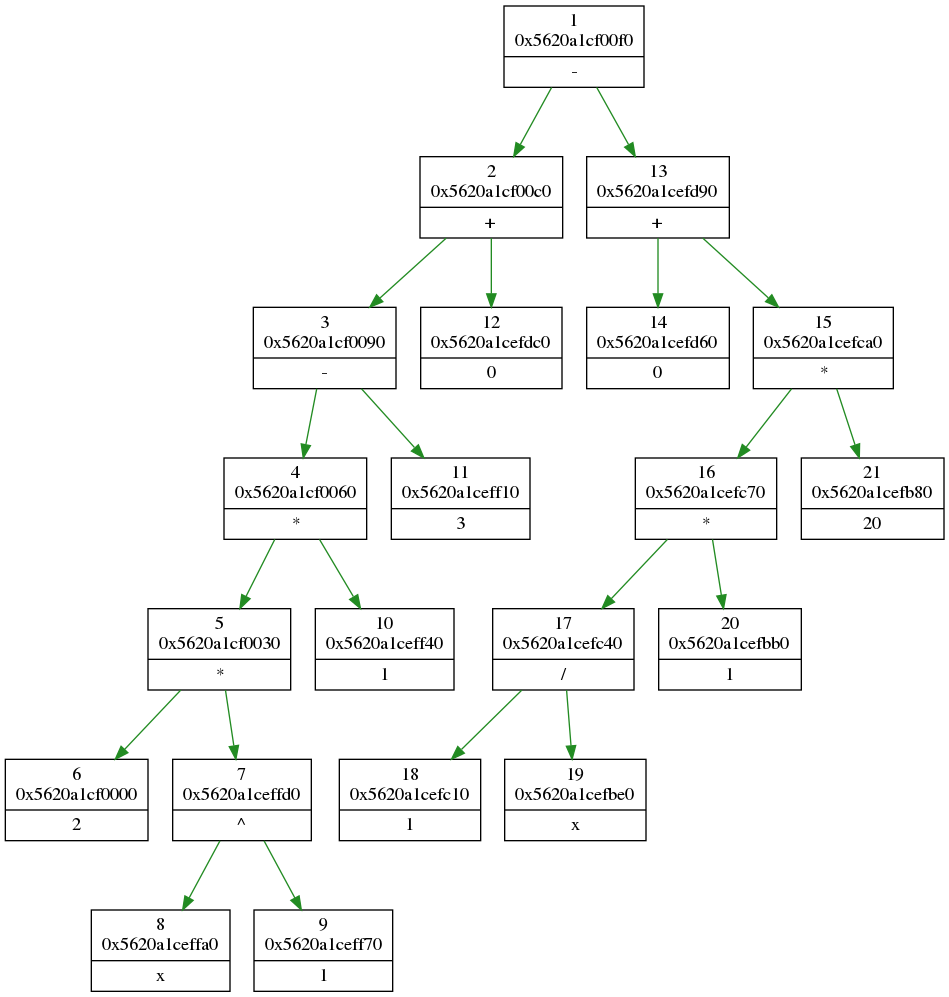 1
0x5620a1cf00f0
-
2
0x5620a1cf00c0
+
13
0x5620a1cefd90
+
3
0x5620a1cf0090
-
12
0x5620a1cefdc0
0
14
0x5620a1cefd60
0
15
0x5620a1cefca0
*
4
0x5620a1cf0060
*
11
0x5620a1ceff10
3
16
0x5620a1cefc70
*
21
0x5620a1cefb80
20
5
0x5620a1cf0030
*
10
0x5620a1ceff40
1
17
0x5620a1cefc40
/
20
0x5620a1cefbb0
1
6
0x5620a1cf0000
2
7
0x5620a1ceffd0
^
18
0x5620a1cefc10
1
19
0x5620a1cefbe0
x
8
0x5620a1ceffa0
x
9
0x5620a1ceff70
1